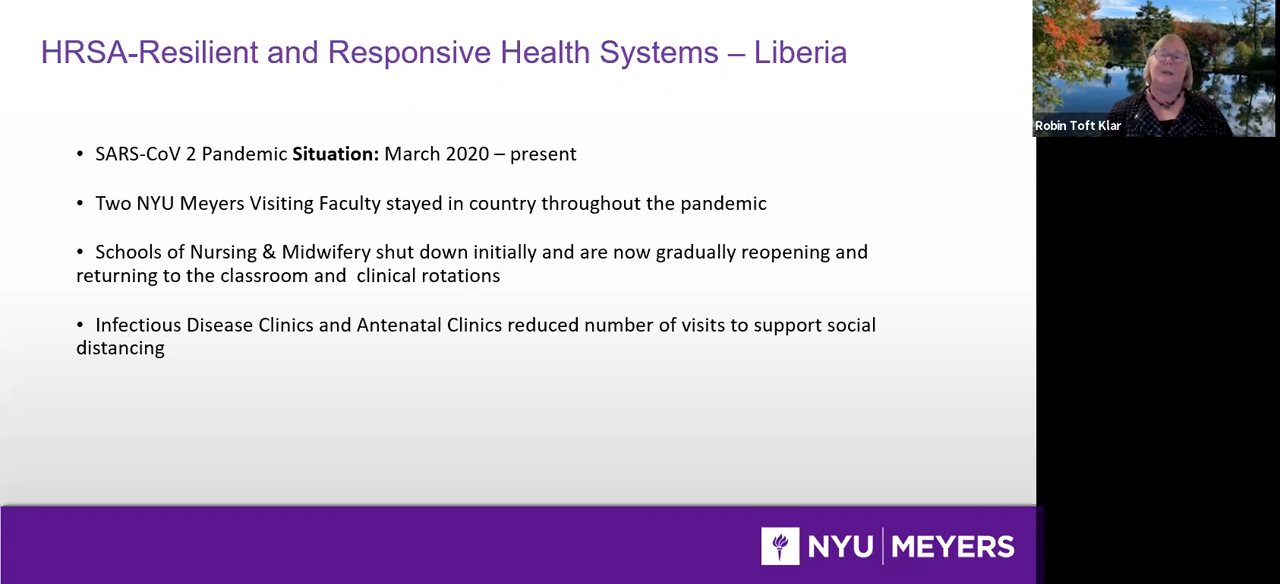 HRSA-Resilient and Responsive Health Systems – Liberia
Robin Toft Klar
• SARS-CoV 2 Pandemic Situation: March 2020 – present
• Two NYU Meyers Visiting Faculty stayed in country throughout the pandemic
• Schools of Nursing & Midwifery shut down initially and are now gradually reopening and
returning to the classroom and  clinical rotations
• Infectious Disease Clinics and Antenatal Clinics reduced number of visits to support social
distancing
NYU | MEYERS